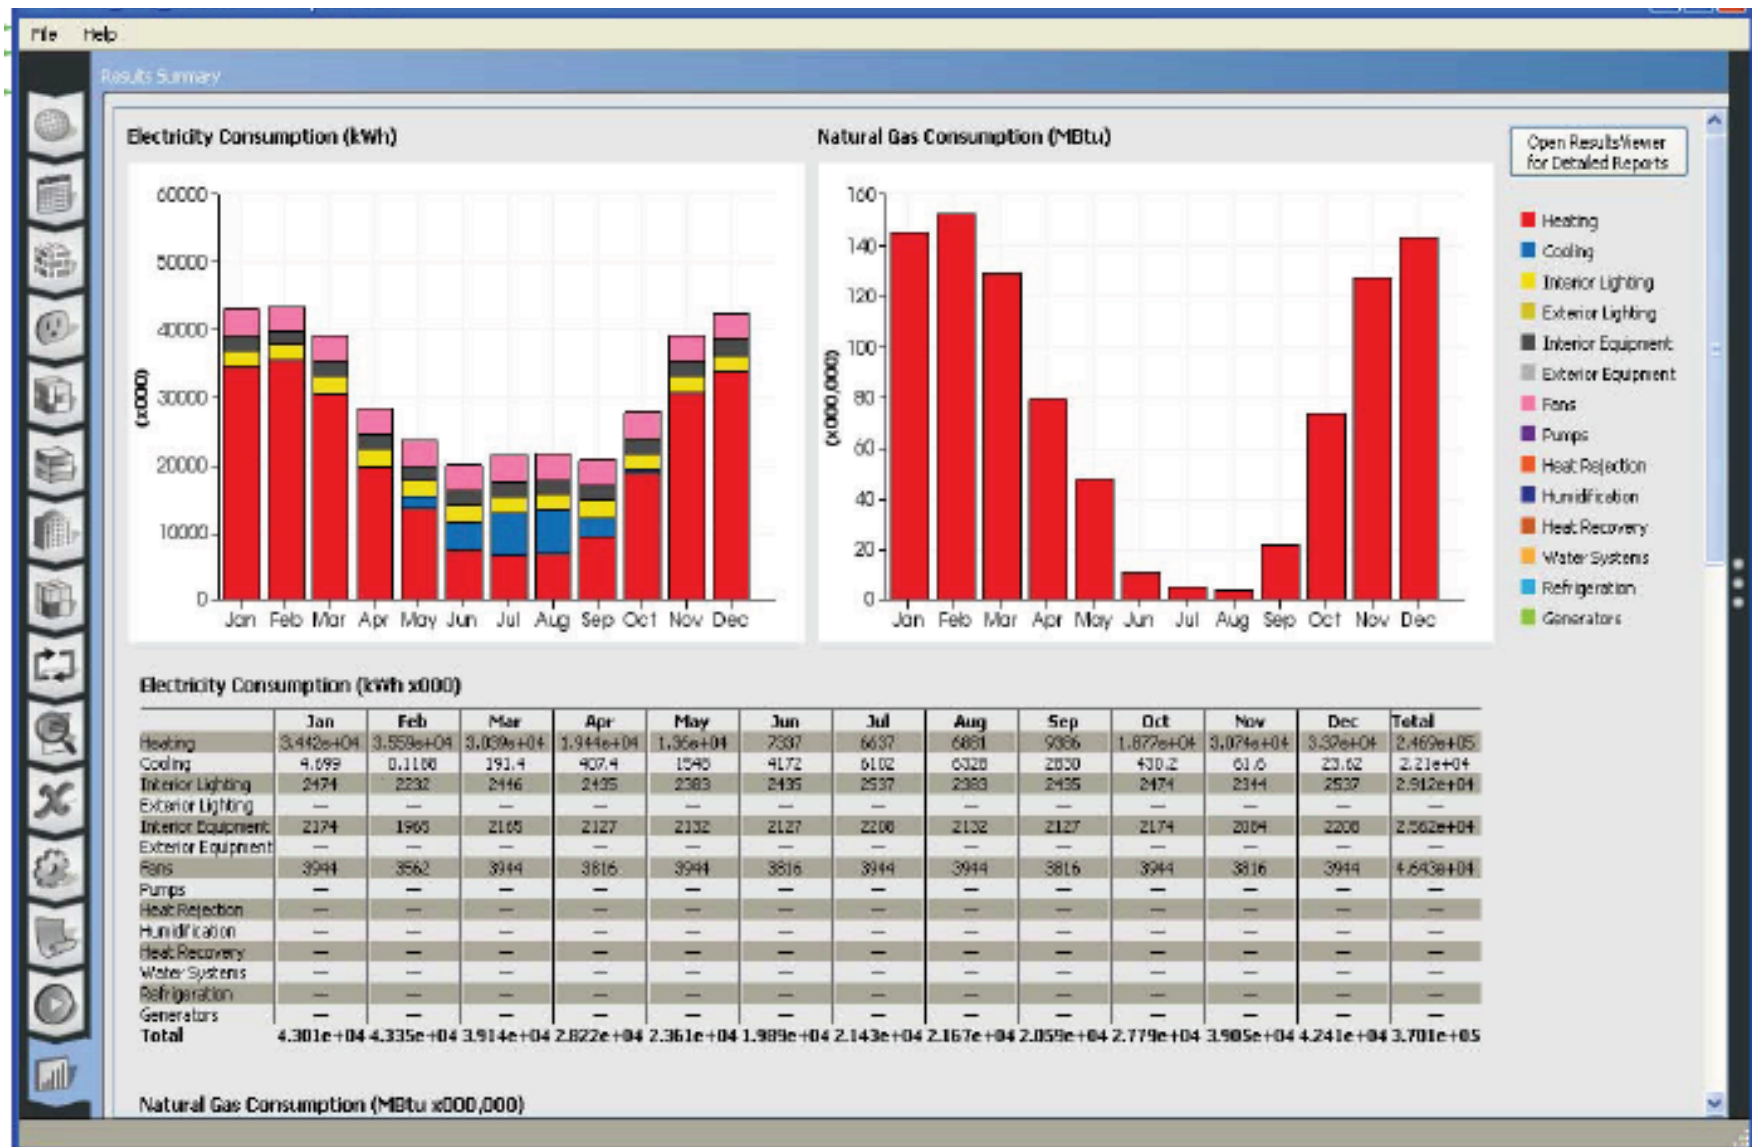 File Help
Results Summary
Electricity Consumption (kWh)
Natural Gas Consumption (MBtu)
Open ResultsViewer
for Detailed Reports
60000
50000
40000
30000
20000
10000
0
(x000)
Jan Feb Mar Apr May Jun Jul Aug Sep Oct Nov Dec
160
140
120
100
80
60
40
20
0
(x000,000)
Jan Feb Mar Apr May Jun Jul Aug Sep Oct Nov Dec
Heating
Cooling
Interior Lighting
Exterior Lighting
Interior Equipment
Exterior Equipment
Fans
Pumps
Heat Rejection
Humidification
Heat Recovery
Water Systems
Refrigeration
Generators
Electricity Consumption (kWh x000)
Jan Feb Mar Apr May Jun Jul Aug Sep Oct Nov Dec Total
Heating 3.442e+04 3.559e+04 3.039e+04 1.944e+04 1.36e+04 7337 6637 6881 9386 1.877e+04 3.074e+04 3.37e+04 2.469e+05
Cooling 4.699 0.1188 191.4 407.4 1548 4172 6102 6328 2830 430.2 61.6 23.62 2.21e+04
Interior Lighting 2474 2232 2446 2435 2383 2435 2537 2383 2435 2474 2344 2537 2.912e+04
Exterior Lighting — — — — — — — — — — — — —
Interior Equipment 2174 1965 2165 2127 2132 2127 2208 2132 2127 2174 2084 2208 2.562e+04
Exterior Equipment — — — — — — — — — — — — —
Fans 3944 3562 3944 3816 3944 3816 3944 3944 3816 3944 3816 3944 4.643e+04
Pumps — — — — — — — — — — — — —
Heat Rejection — — — — — — — — — — — — —
Humidification — — — — — — — — — — — — —
Heat Recovery — — — — — — — — — — — — —
Water Systems — — — — — — — — — — — — —
Refrigeration — — — — — — — — — — — — —
Generators — — — — — — — — — — — — —
Total 4.301e+04 4.335e+04 3.914e+04 2.822e+04 2.361e+04 1.989e+04 2.143e+04 2.167e+04 2.059e+04 2.779e+04 3.905e+04 4.241e+04 3.701e+05
Natural Gas Consumption (MBtu x000,000)